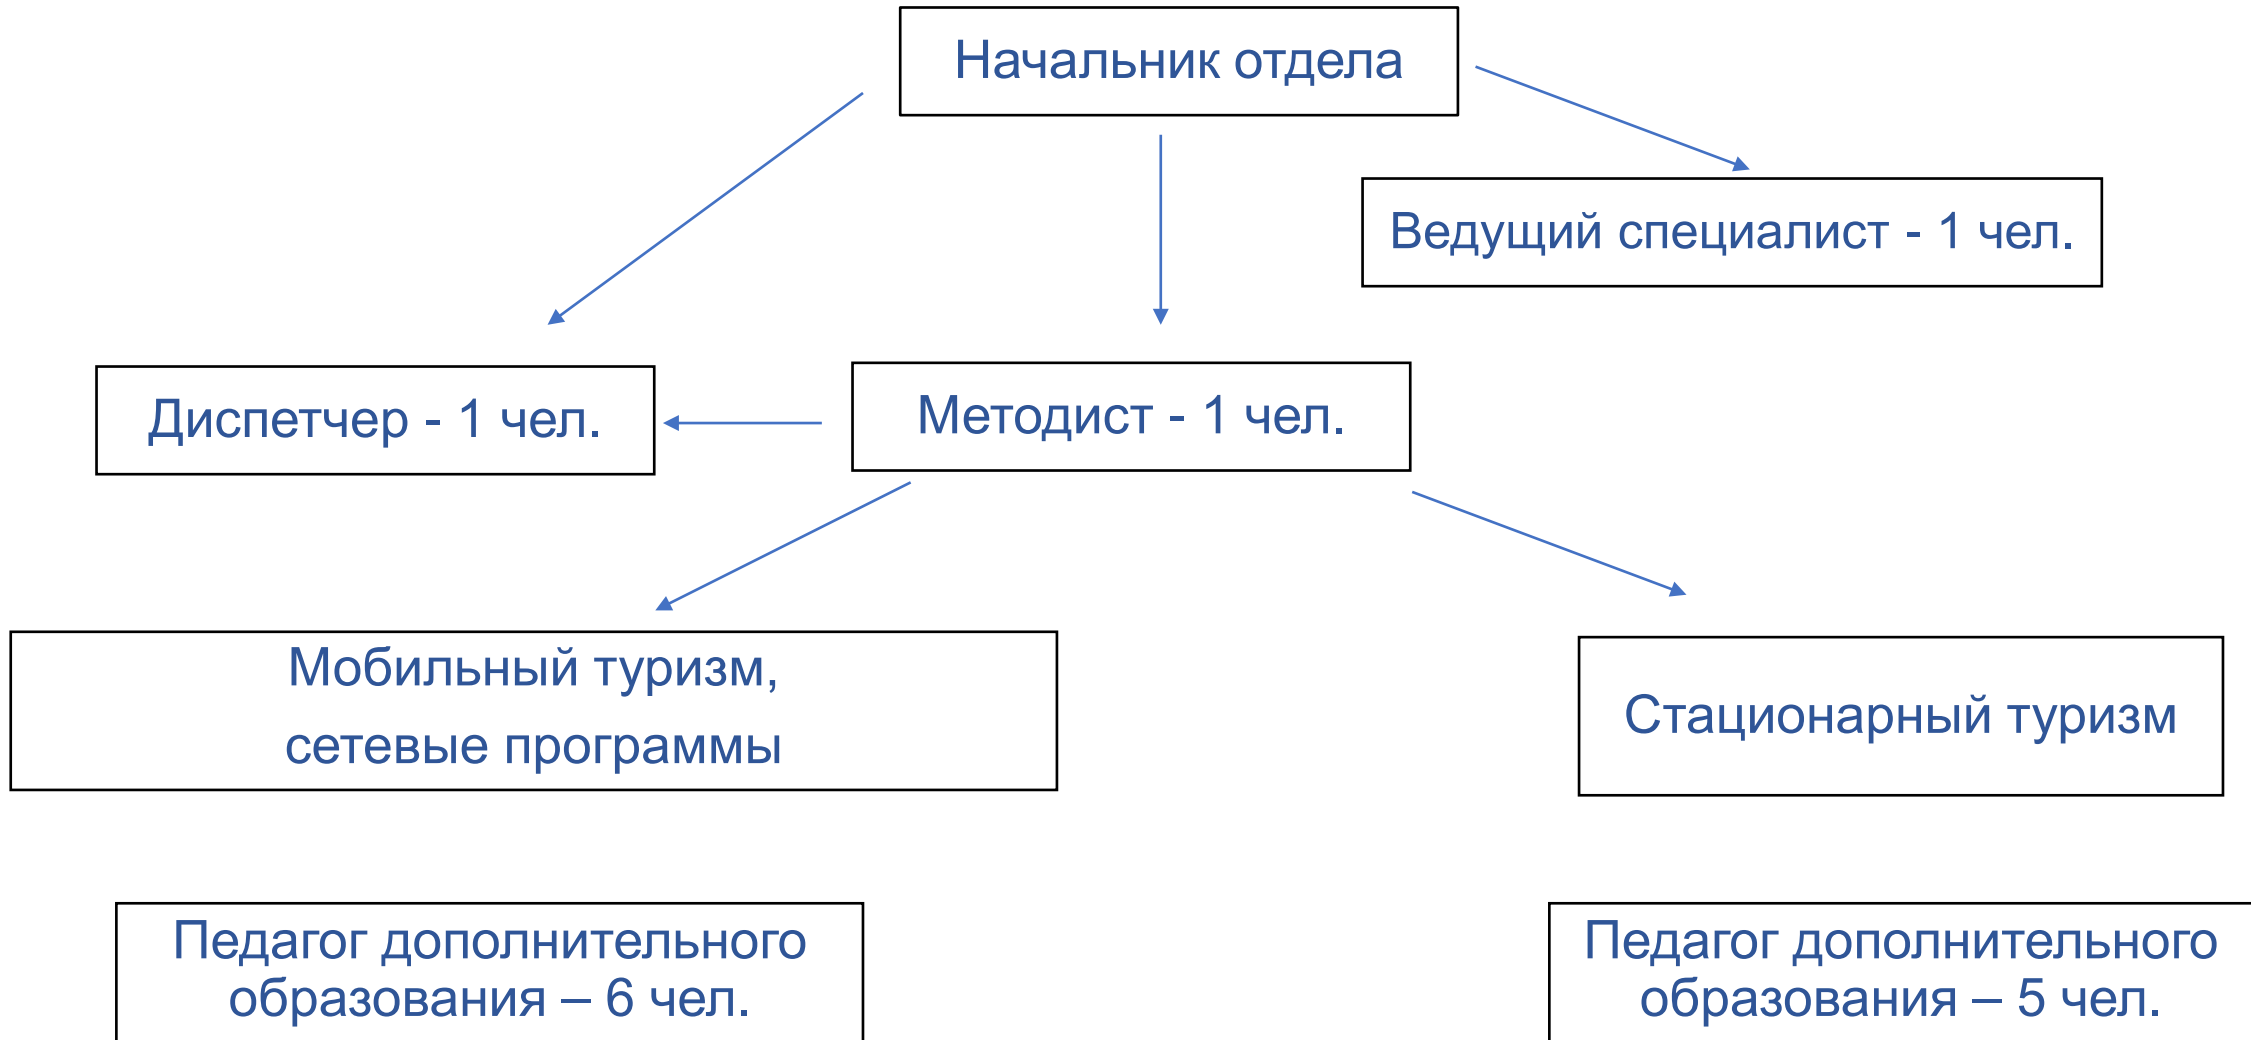 Начальник отдела
Ведущий специалист - 1 чел.
Диспетчер - 1 чел.
Методист - 1 чел.
Мобильный туризм,
сетевые программы
Стационарный туризм
Педагог дополнительного
образования – 6 чел.
Педагог дополнительного
образования – 5 чел.